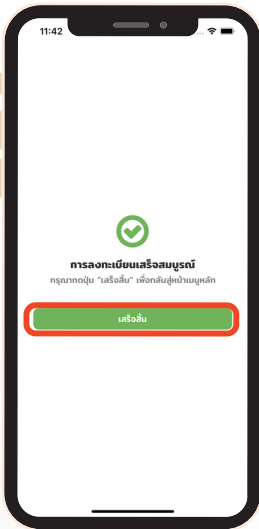 11:42
การลงทะเบียนเสร็จสมบูรณ์
กรุณากดปุ่ม "เสร็จสิ้น" เพื่อกลับสู่หน้าเมนูหลัก
เสร็จสิ้น